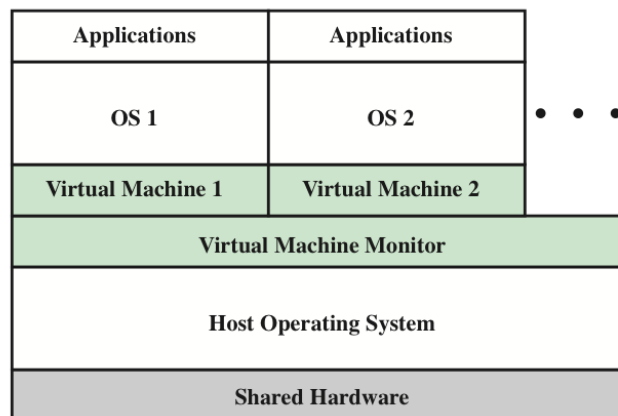 Applications
Applications
OS 1
OS 2
Virtual Machine 1
Virtual Machine 2
Virtual Machine Monitor
Host Operating System
Shared Hardware